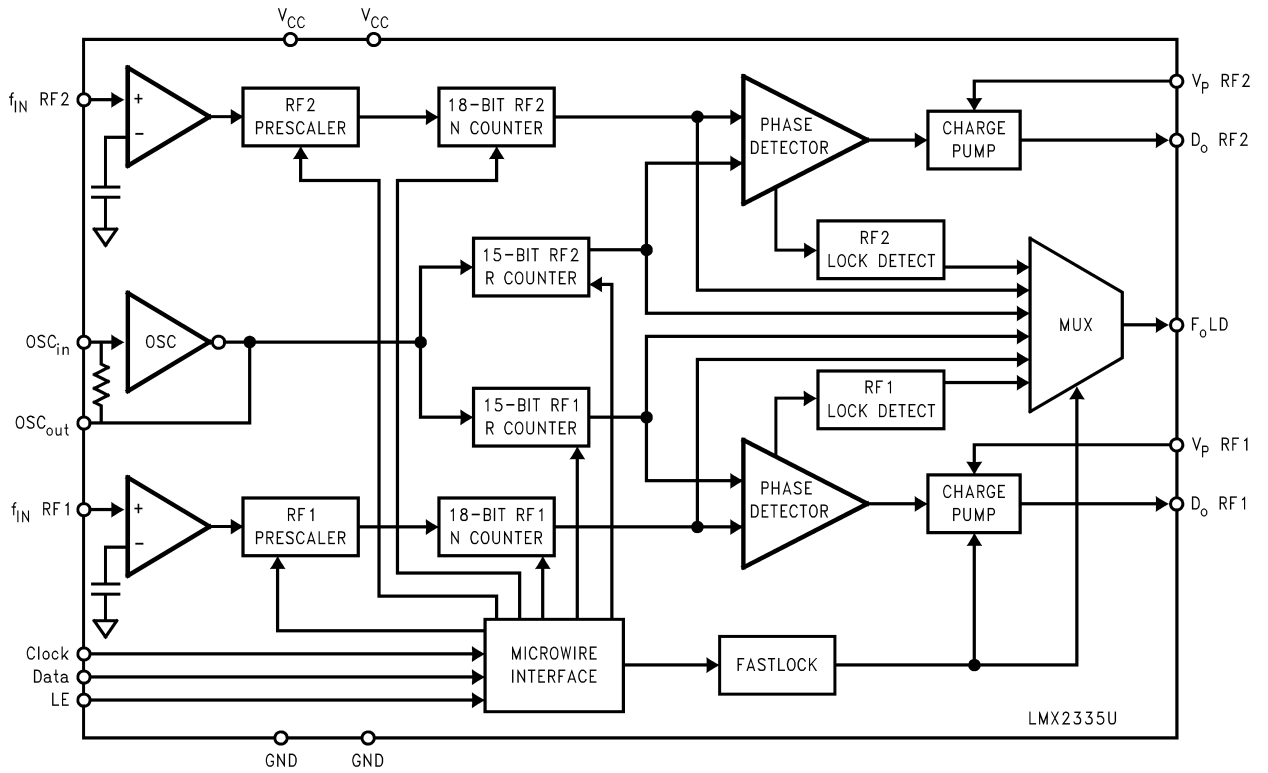 VCC VCC
fIN RF2
+
−
RF2
PRESCALER
18-BIT RF2
N COUNTER
PHASE
DETECTOR
CHARGE
PUMP
VP RF2
Do RF2
RF2
LOCK DETECT
15-BIT RF2
R COUNTER
OSCin
OSC
MUX
FoLD
OSCout
15-BIT RF1
R COUNTER
RF1
LOCK DETECT
VP RF1
fIN RF1
+
−
RF1
PRESCALER
18-BIT RF1
N COUNTER
PHASE
DETECTOR
CHARGE
PUMP
Do RF1
Clock
Data
LE
MICROWIRE
INTERFACE
FASTLOCK
LMX2335U
GND GND